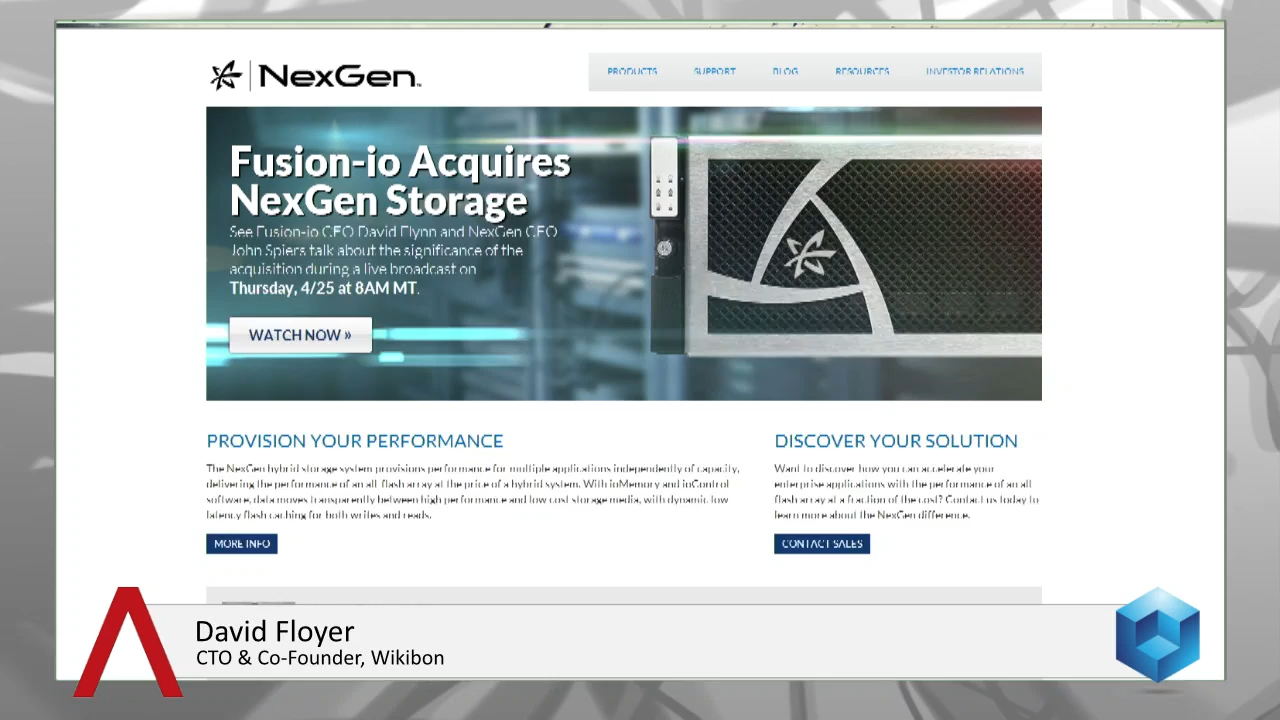 NexGen™
PRODUCTS SUPPORT BLOG RESOURCES INVESTOR RELATIONS
Fusion-io Acquires
NexGen Storage
See Fusion-io CEO David Flynn and NexGen CEO
John Spiers talk about the significance of the
acquisition during a live broadcast on
Thursday, 4/25 at 8AM MT.
WATCH NOW »
PROVISION YOUR PERFORMANCE
The NexGen hybrid storage system provisions performance for multiple applications independently of capacity,
delivering the performance of an all-flash array at the price of a hybrid system. With ioMemory and ioControl
software, data moves transparently between high performance and low cost storage media, with dynamic low
latency flash caching for both writes and reads.
MORE INFO
DISCOVER YOUR SOLUTION
Want to discover how you can accelerate your
enterprise applications with the performance of an all
flash array at a fraction of the cost? Contact us today to
learn more about the NexGen difference.
CONTACT SALES
David Floyer
CTO & Co-Founder, Wikibon